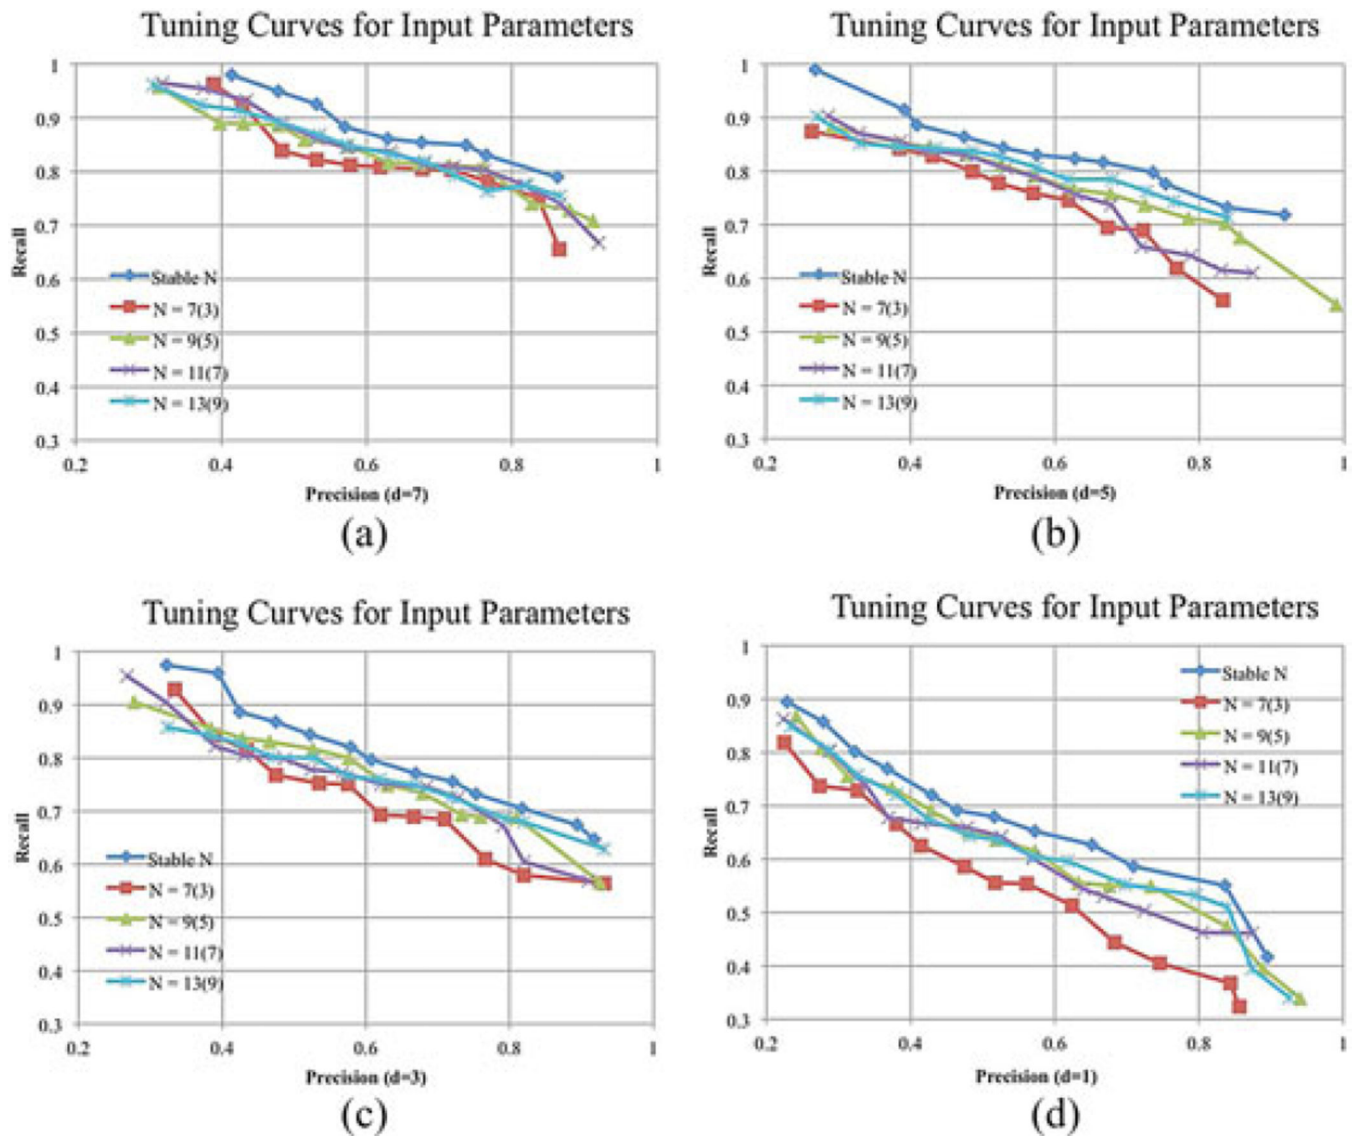 Tuning Curves for Input Parameters
1
0.9
0.8
0.7
0.6
0.5
0.4
0.3
Recall
Stable N
N = 7(3)
N = 9(5)
N = 11(7)
N = 13(9)
0.2 0.4 0.6 0.8 1
Precision (d=7)
(a)
Tuning Curves for Input Parameters
1
0.9
0.8
0.7
0.6
0.5
0.4
0.3
Recall
Stable N
N = 7(3)
N = 9(5)
N = 11(7)
N = 13(9)
0.2 0.4 0.6 0.8 1
Precision (d=5)
(b)
Tuning Curves for Input Parameters
1
0.9
0.8
0.7
0.6
0.5
0.4
0.3
Recall
Stable N
N = 7(3)
N = 9(5)
N = 11(7)
N = 13(9)
0.2 0.4 0.6 0.8 1
Precision (d=3)
(c)
Tuning Curves for Input Parameters
1
0.9
0.8
0.7
0.6
0.5
0.4
0.3
Recall
Stable N
N = 7(3)
N = 9(5)
N = 11(7)
N = 13(9)
0.2 0.4 0.6 0.8 1
Precision (d=1)
(d)